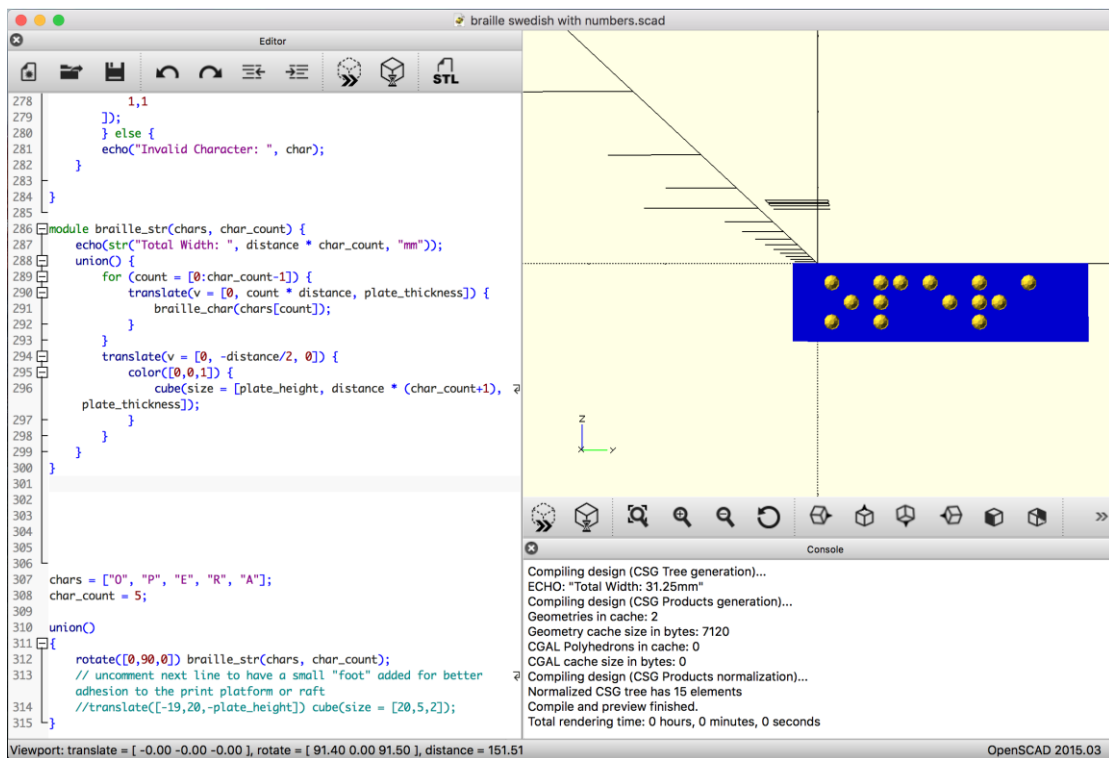 braille swedish with numbers.scad
Editor
STL
278 1,1
279 ]);
280 } else {
281 echo("Invalid Character: ", char);
282 }
283
284 }
285
286 module braille_str(chars, char_count) {
287 echo(str("Total Width: ", distance * char_count, "mm"));
288 union() {
289 for (count = [0:char_count-1]) {
290 translate(v = [0, count * distance, plate_thickness]) {
291 braille_char(chars[count]);
292 }
293 }
294 translate(v = [0, -distance/2, 0]) {
295 color([0,0,1]) {
296 cube(size = [plate_height, distance * (char_count+1),
plate_thickness]);
297 }
298 }
299 }
300 }
301
302
303
304
305
306
307 chars = ["O", "P", "E", "R", "A"];
308 char_count = 5;
309
310 union()
311 {
312 rotate([0,90,0]) braille_str(chars, char_count);
313 // uncomment next line to have a small "foot" added for better
adhesion to the print platform or raft
314 //translate([-19,20,-plate_height]) cube(size = [20,5,2]);
315 }
Z
X Y
Console
Compiling design (CSG Tree generation)...
ECHO: "Total Width: 31.25mm"
Compiling design (CSG Products generation)...
Geometries in cache: 2
Geometry cache size in bytes: 7120
CGAL Polyhedrons in cache: 0
CGAL cache size in bytes: 0
Compiling design (CSG Products normalization)...
Normalized CSG tree has 15 elements
Compile and preview finished.
Total rendering time: 0 hours, 0 minutes, 0 seconds
Viewport: translate = [ -0.00 -0.00 -0.00 ], rotate = [ 91.40 0.00 91.50 ], distance = 151.51
OpenSCAD 2015.03